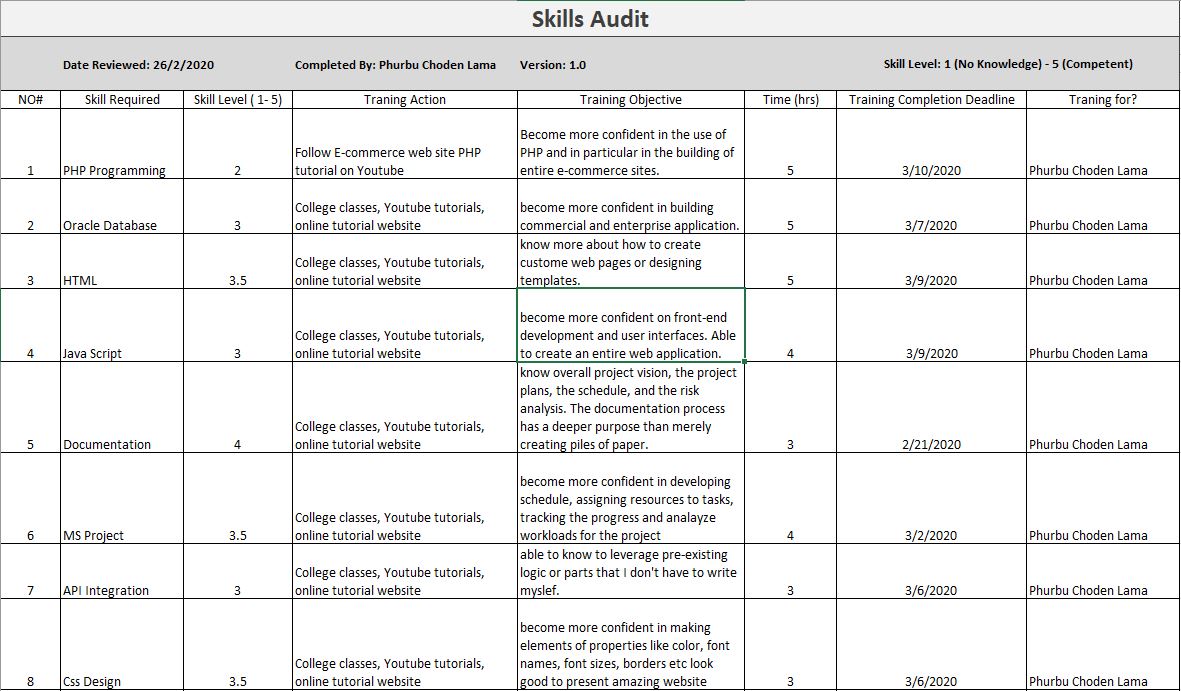 Skills Audit
Date Reviewed: 26/2/2020 Completed By: Phurbu Choden Lama Version: 1.0 Skill Level: 1 (No Knowledge) - 5 (Competent)
NO# Skill Required Skill Level ( 1- 5) Traning Action Training Objective Time (hrs) Training Completion Deadline Traning for?
Become more confident in the use of
Follow E-commerce web site PHP PHP and in particular in the building of
1 PHP Programming 2 tutorial on Youtube entire e-commerce sites. 5 3/10/2020 Phurbu Choden Lama
College classes, Youtube tutorials, become more confident in building
2 Oracle Database 3 online tutorial website commercial and enterprise application. 5 3/7/2020 Phurbu Choden Lama
know more about how to create
College classes, Youtube tutorials, custome web pages or designing
3 HTML 3.5 online tutorial website templates. 5 3/9/2020 Phurbu Choden Lama
become more confident on front-end
College classes, Youtube tutorials, development and user interfaces. Able
4 Java Script 3 online tutorial website to create an entire web application. 4 3/9/2020 Phurbu Choden Lama
know overall project vision, the project
plans, the schedule, and the risk
analysis. The documentation process
College classes, Youtube tutorials, has a deeper purpose than merely
5 Documentation 4 online tutorial website creating piles of paper. 3 2/21/2020 Phurbu Choden Lama
become more confident in developing
schedule, assigning resources to tasks,
College classes, Youtube tutorials, tracking the progress and analayze
6 MS Project 3.5 online tutorial website workloads for the project 4 3/2/2020 Phurbu Choden Lama
able to know to leverage pre-existing
College classes, Youtube tutorials, logic or parts that I don't have to write
7 API Integration 3 online tutorial website myslef. 3 3/6/2020 Phurbu Choden Lama
become more confident in making
elements of properties like color, font
College classes, Youtube tutorials, names, font sizes, borders etc look
8 Css Design 3.5 online tutorial website good to present amazing website 3 3/6/2020 Phurbu Choden Lama